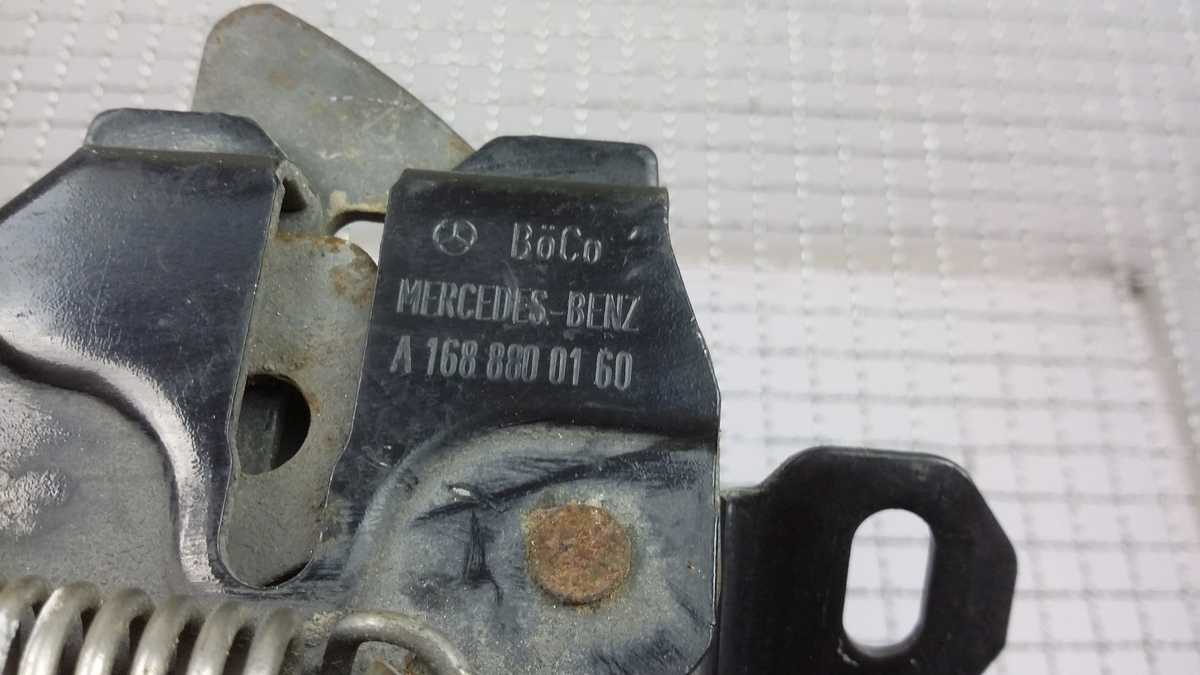 BöCo
MERCEDES-BENZ
A 168 880 01 60